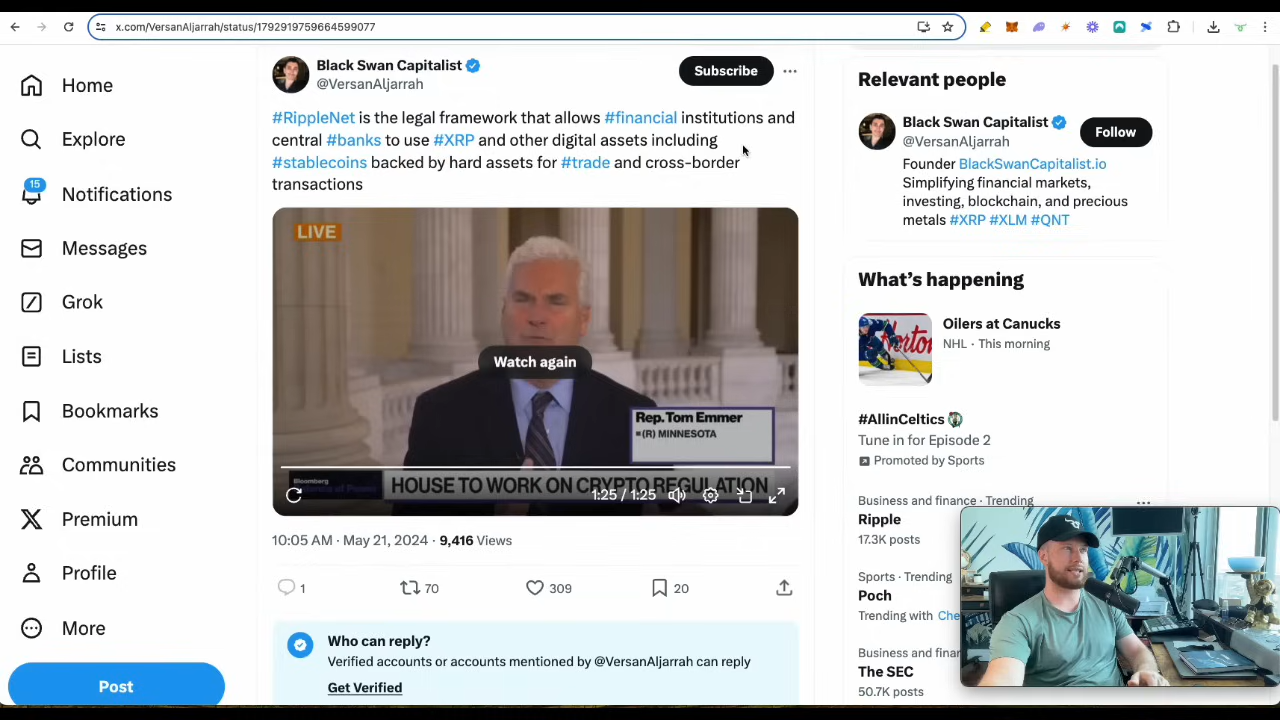 x.com/VersanAljarrah/status/1792919759664599077
Home
Explore
15
Notifications
Messages
Grok
Lists
Bookmarks
Communities
Premium
Profile
More
Post
Black Swan Capitalist
@VersanAljarrah
Subscribe
#RippleNet is the legal framework that allows #financial institutions and
central #banks to use #XRP and other digital assets including
#stablecoins backed by hard assets for #trade and cross-border
transactions
LIVE
Watch again
Rep. Tom Emmer
(R) MINNESOTA
Bloomberg
HOUSE TO WORK ON CRYPTO REGULATION
1:25 / 1:25
10:05 AM · May 21, 2024 · 9,416 Views
1
70
309
20
Who can reply?
Verified accounts or accounts mentioned by @VersanAljarrah can reply
Get Verified
Relevant people
Black Swan Capitalist
@VersanAljarrah
Follow
Founder BlackSwanCapitalist.io
Simplifying financial markets,
investing, blockchain, and precious
metals #XRP #XLM #QNT
What's happening
Oilers at Canucks
NHL · This morning
#AllinCeltics
Tune in for Episode 2
Promoted by Sports
Business and finance · Trending
Ripple
17.3K posts
Sports · Trending
Poch
Trending with Che
Business and finan
The SEC
50.7K posts